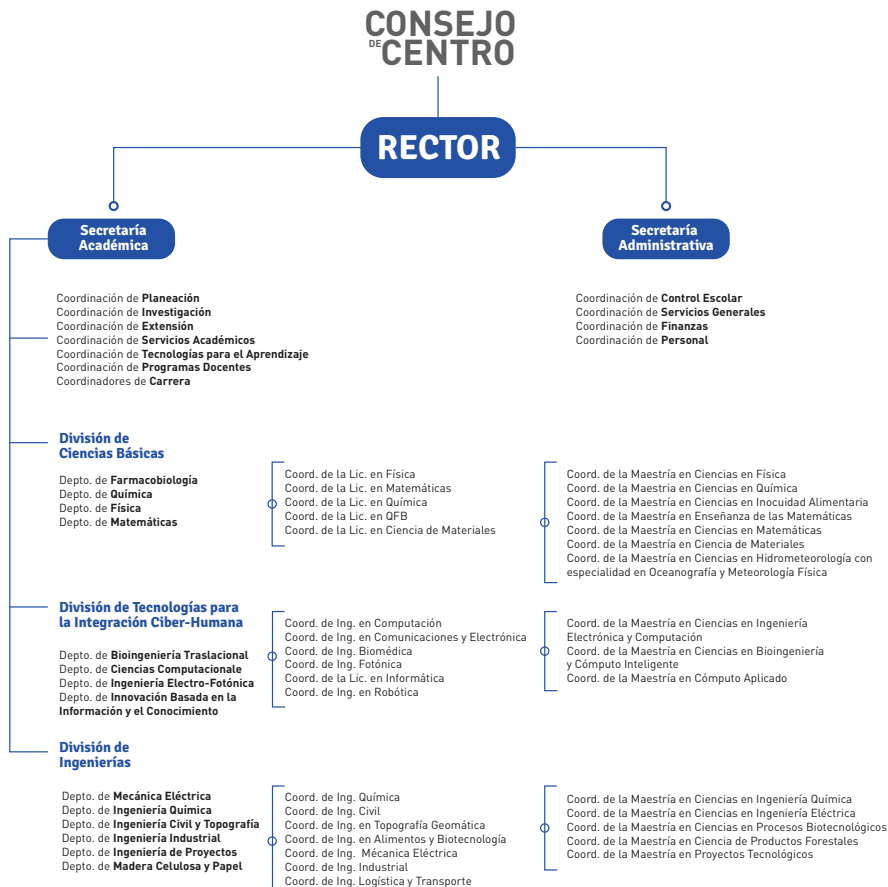 CONSEJO
DE CENTRO
RECTOR
Secretaría
Académica
Secretaría
Administrativa
Coordinación de Planeación
Coordinación de Investigación
Coordinación de Extensión
Coordinación de Servicios Académicos
Coordinación de Tecnologías para el Aprendizaje
Coordinación de Programas Docentes
Coordinadores de Carrera
Coordinación de Control Escolar
Coordinación de Servicios Generales
Coordinación de Finanzas
Coordinación de Personal
División de
Ciencias Básicas
Depto. de Farmacobiología
Depto. de Química
Depto. de Física
Depto. de Matemáticas
Coord. de la Lic. en Física
Coord. de la Lic. en Matemáticas
Coord. de la Lic. en Química
Coord. de la Lic. en QFB
Coord. de la Lic. en Ciencia de Materiales
Coord. de la Maestría en Ciencias en Física
Coord. de la Maestria en Ciencias en Química
Coord. de la Maestría en Ciencias en Inocuidad Alimentaria
Coord. de la Maestria en Enseñanza de las Matemáticas
Coord. de la Maestría en Ciencias en Matemáticas
Coord. de la Maestría en Ciencia de Materiales
Coord. de la Maestría en Ciencias en Hidrometeorología con
especialidad en Oceanografía y Meteorología Física
División de Tecnologías para
la Integración Ciber-Humana
Depto. de Bioingeniería Traslacional
Depto. de Ciencias Computacionale
Depto. de Ingeniería Electro-Fotónica
Depto. de Innovación Basada en la
Información y el Conocimiento
Coord. de Ing. en Computación
Coord. de Ing. en Comunicaciones y Electrónica
Coord. de Ing. Biomédica
Coord. de Ing. Fotónica
Coord. de la Lic. en Informática
Coord. de Ing. en Robótica
Coord. de la Maestría en Ciencias en Ingeniería
Electrónica y Computación
Coord. de la Maestría en Ciencias en Bioingeniería
y Cómputo Inteligente
Coord. de la Maestría en Cómputo Aplicado
División de
Ingenierías
Depto. de Mecánica Eléctrica
Depto. de Ingeniería Química
Depto. de Ingeniería Civil y Topografía
Depto. de Ingeniería Industrial
Depto. de Ingeniería de Proyectos
Depto. de Madera Celulosa y Papel
Coord. de Ing. Química
Coord. de Ing. Civil
Coord. de Ing. en Topografía Geomática
Coord. de Ing. en Alimentos y Biotecnología
Coord. de Ing. Mécanica Eléctrica
Coord. de Ing. Industrial
Coord. de Ing. Logística y Transporte
Coord. de la Maestría en Ciencias en Ingeniería Química
Coord. de la Maestría en Ciencias en Ingeniería Eléctrica
Coord. de la Maestría en Ciencias en Procesos Biotecnológicos
Coord. de la Maestría en Ciencia de Productos Forestales
Coord. de la Maestría en Proyectos Tecnológicos